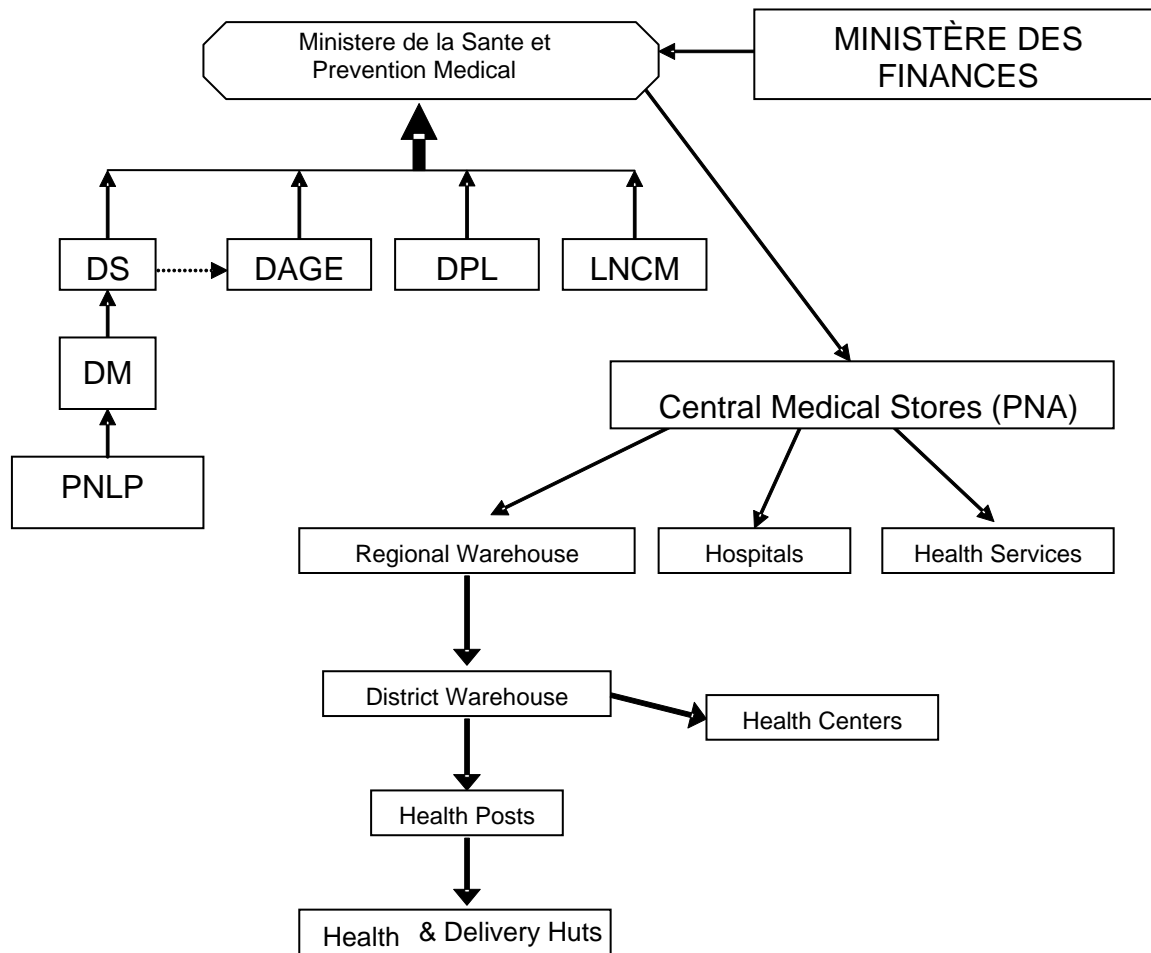 Ministere de la Sante et
Prevention Medical
MINISTÈRE DES
FINANCES
DS
DAGE
DPL
LNCM
DM
PNLP
Central Medical Stores (PNA)
Regional Warehouse
Hospitals
Health Services
District Warehouse
Health Centers
Health Posts
Health & Delivery Huts